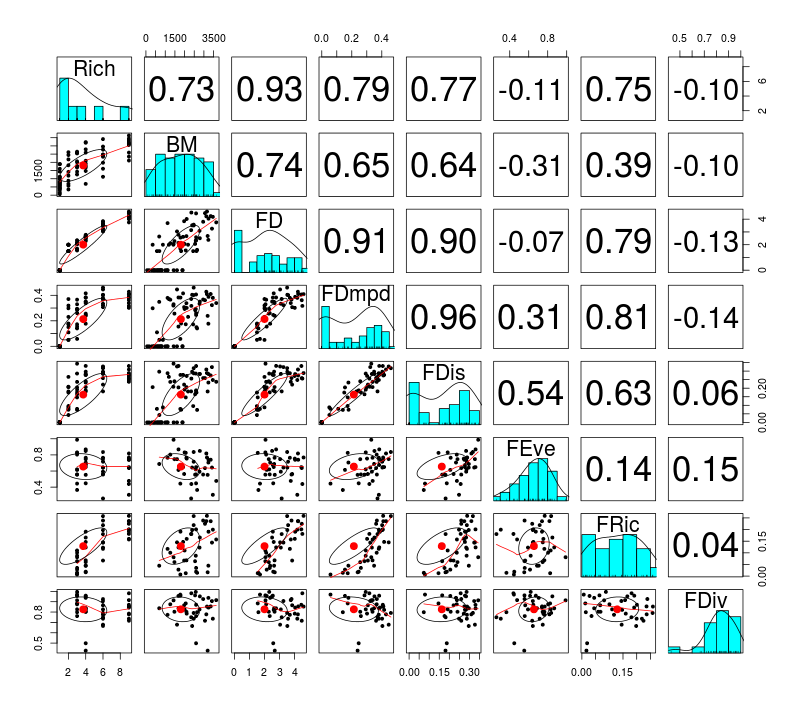 0 1500 3500 0.0 0.2 0.4 0.4 0.8 0.5 0.7 0.9
Rich 0.73 0.93 0.79 0.77 -0.11 0.75 -0.10 2 6
0 1500 BM 0.74 0.65 0.64 -0.31 0.39 -0.10
FD 0.91 0.90 -0.07 0.79 -0.13 0 2 4
0.0 0.2 0.4 FDmpd 0.96 0.31 0.81 -0.14
FDis 0.54 0.63 0.06 0.00 0.20
0.4 0.8 FEve 0.14 0.15
FRic 0.04 0.00 0.15
0.5 0.8 FDiv
2 4 6 8 0 1 2 3 4 0.00 0.15 0.30 0.00 0.15